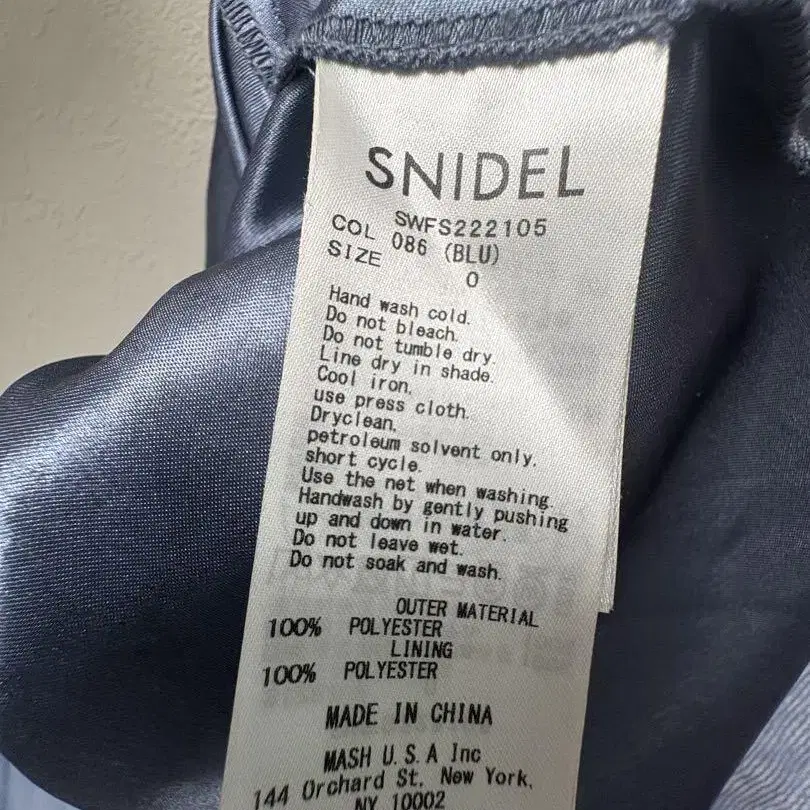 SNIDEL
SWFS222105
COL 086 (BLU)
SIZE 0
Hand wash cold.
Do not bleach.
Do not tumble dry.
Line dry in shade.
Cool iron,
use press cloth.
Dryclean,
petroleum solvent only.
short cycle.
Use the net when washing.
Handwash by gently pushing
up and down in water.
Do not leave wet.
Do not soak and wash.
OUTER MATERIAL
100% POLYESTER
LINING
100% POLYESTER
MADE IN CHINA
MASH U.S.A Inc
144 Orchard St. New York,
NY 10002